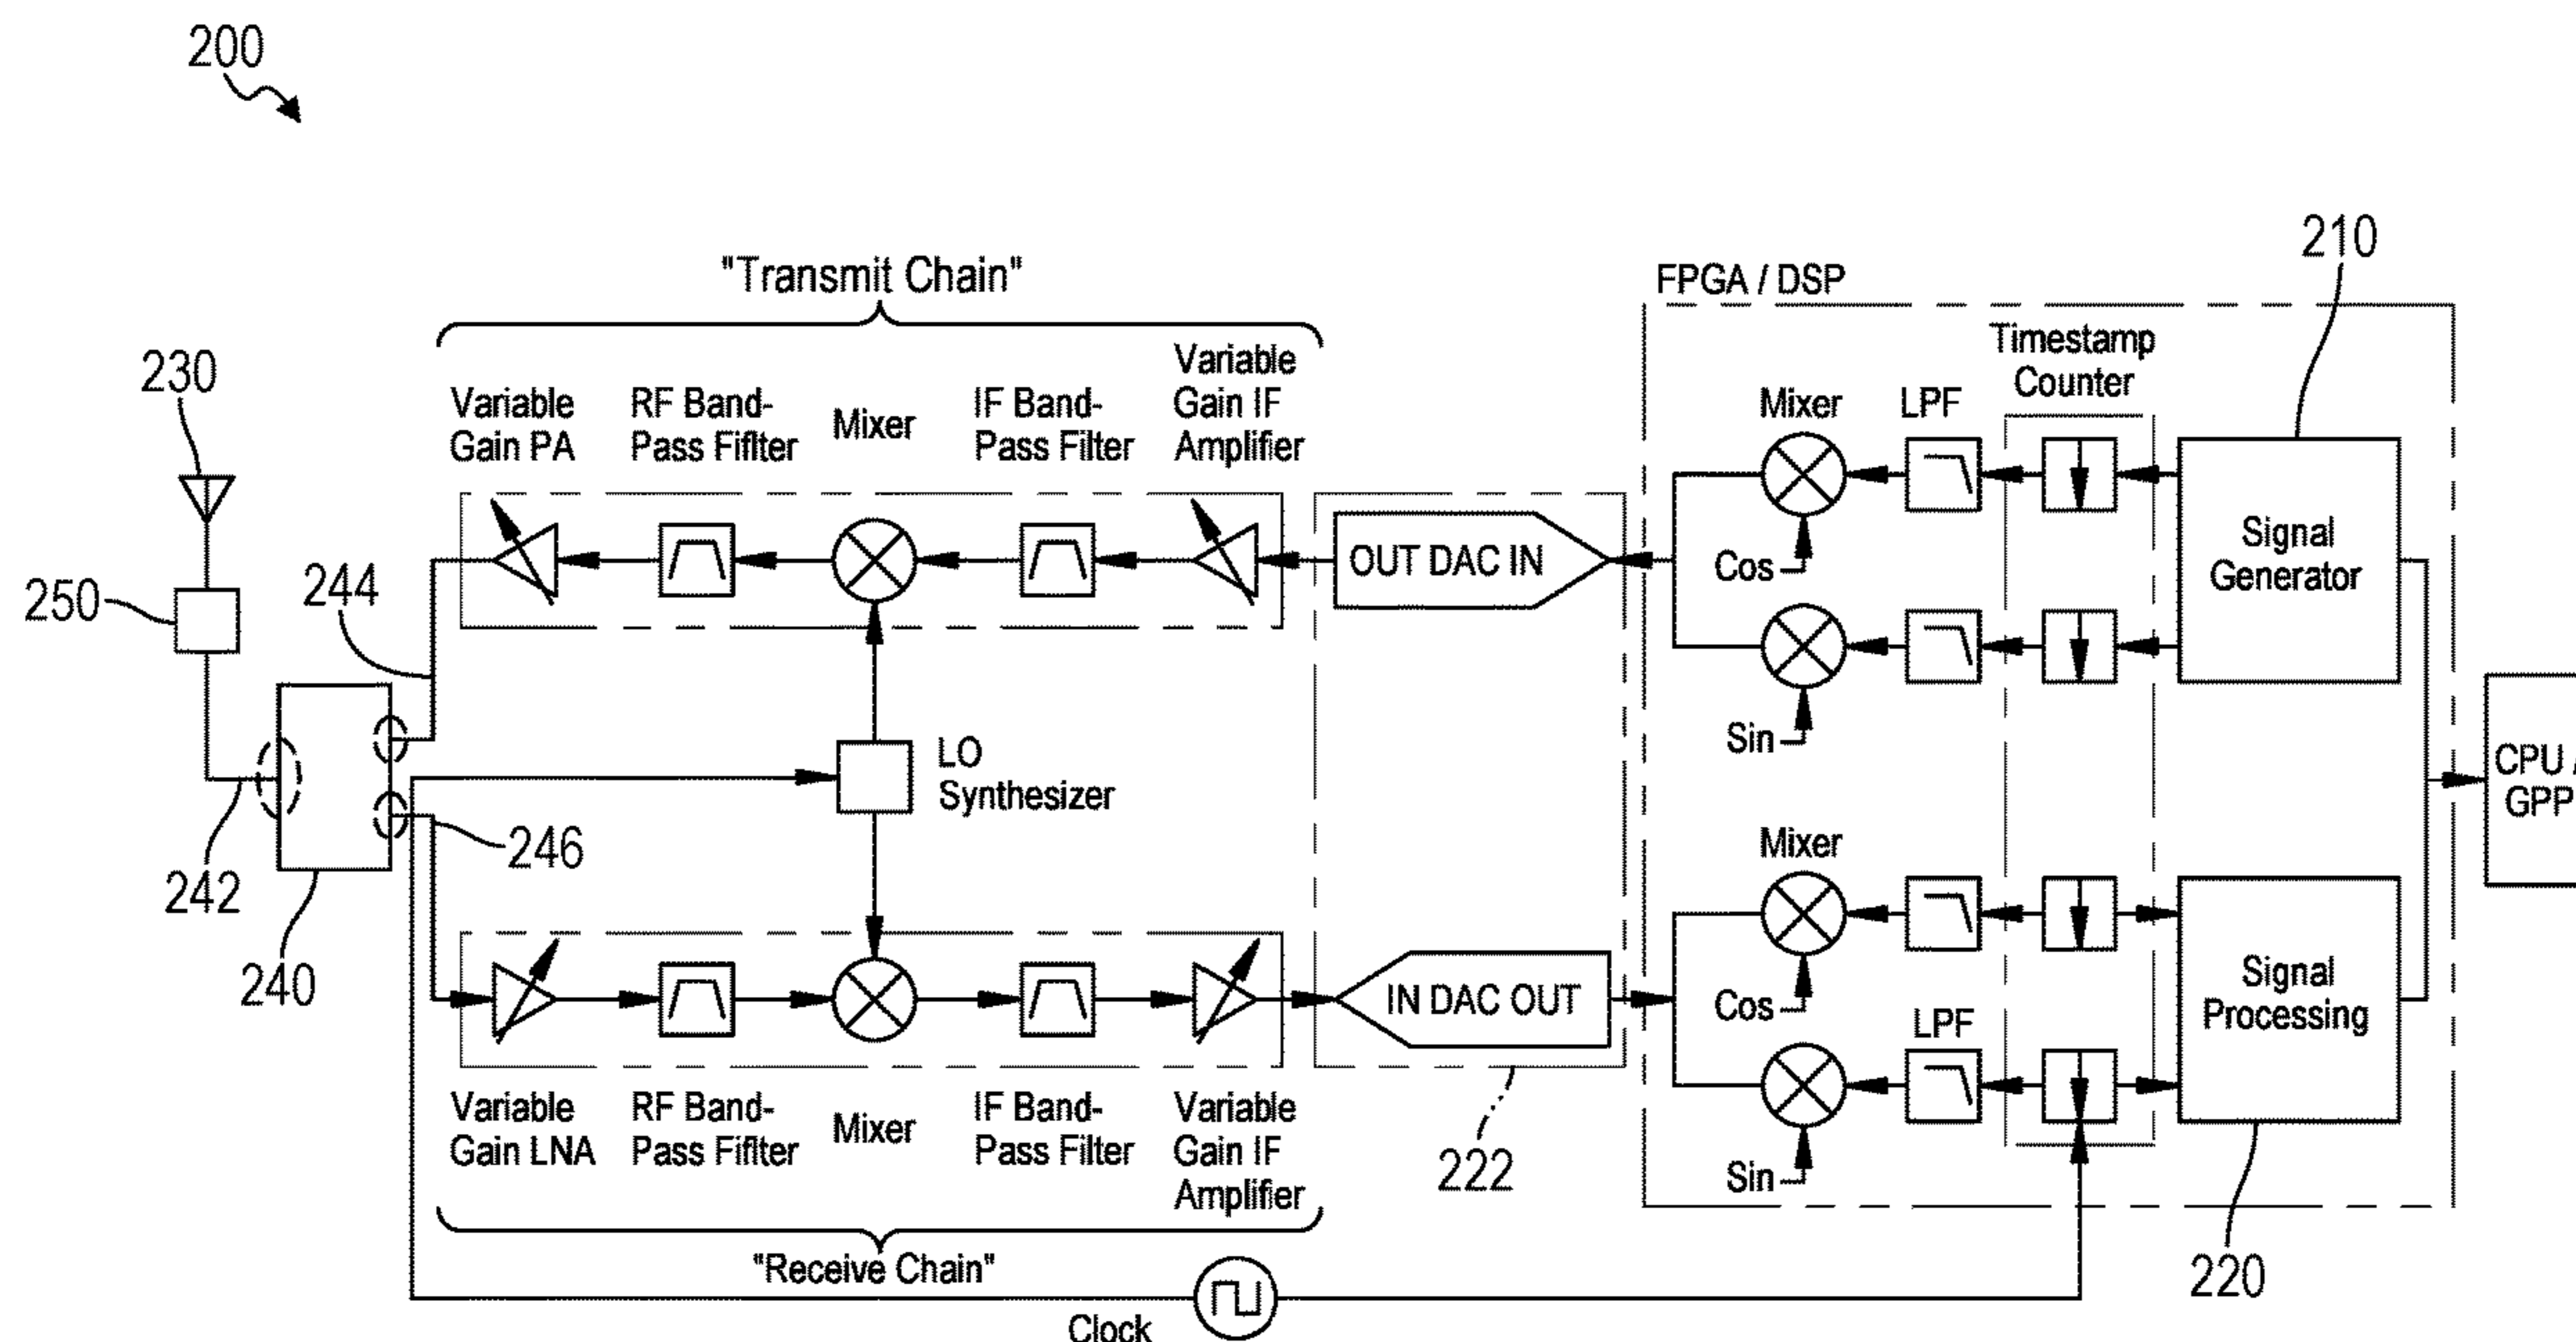 200
"Transmit Chain"
210
FPGA / DSP
Timestamp
Counter
230
Variable
Gain PA
RF Band-
Pass Fiflter
Mixer
IF Band-
Pass Filter
Variable
Gain IF
Amplifier
Mixer
LPF
250
244
OUT DAC IN
Cos
Signal
Generator
Sin
LO
Synthesizer
CPU /
GPP
242
246
240
Mixer
IN DAC OUT
Cos
LPF
Signal
Processing
Variable
Gain LNA
RF Band-
Pass Fiflter
Mixer
IF Band-
Pass Filter
Variable
Gain IF
Amplifier
222
Sin
220
"Receive Chain"
Clock